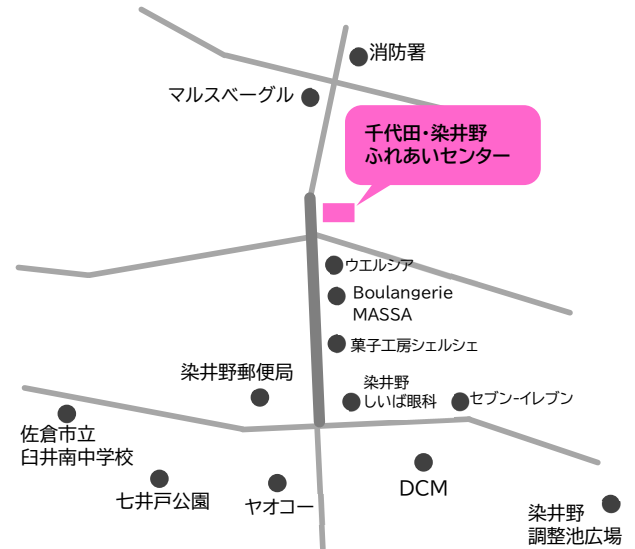 消防署
マルスベーグル
千代田・染井野
ふれあいセンター
ウエルシア
Boulangerie
MASSA
菓子工房シェルシェ
染井野郵便局
染井野
しいば眼科
セブン-イレブン
佐倉市立
臼井南中学校
七井戸公園
ヤオコー
DCM
染井野
調整池広場